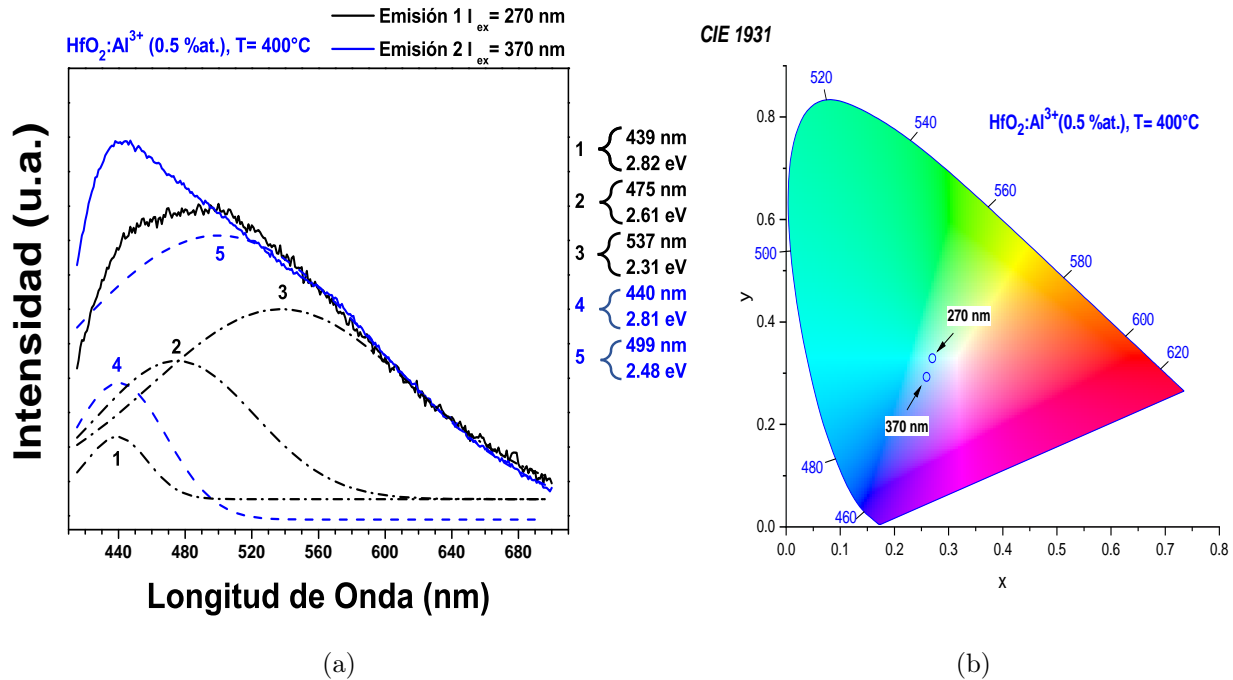 Emisión 1 I ex= 270 nm
HfO2:Al3+ (0.5 %at.), T= 400°C
Emisión 2 I ex= 370 nm
Intensidad (u.a.)
5
3
2
4
1
440 480 520 560 600 640 680
Longitud de Onda (nm)
1 439 nm
2.82 eV
2 475 nm
2.61 eV
3 537 nm
2.31 eV
4 440 nm
2.81 eV
5 499 nm
2.48 eV
(a)
CIE 1931
HfO2:Al3+(0.5 %at.), T= 400°C
520
540
560
580
600
620
500
480
460
270 nm
370 nm
y
0.8
0.6
0.4
0.2
0.0
0.0 0.1 0.2 0.3 0.4 0.5 0.6 0.7 0.8
x
(b)